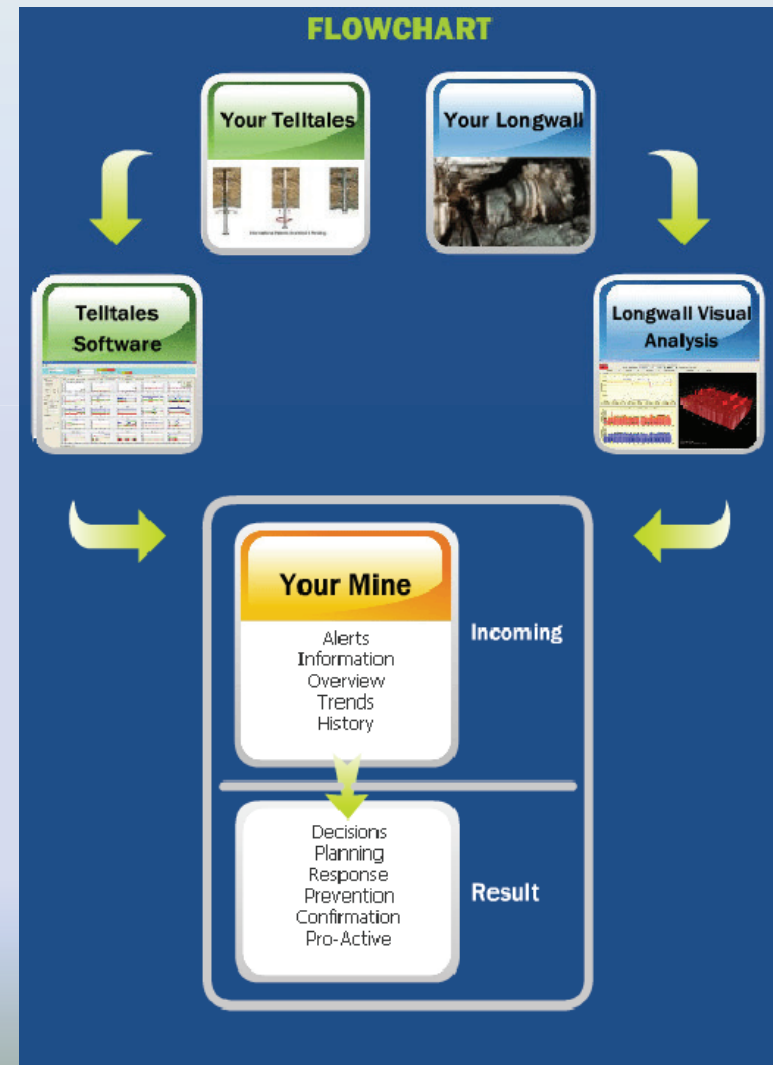 FLOWCHART
Your Telltales
Your Longwall
Telltales
Software
Longwall Visual
Analysis
Your Mine
Alerts
Information
Overview
Trends
History
Incoming
Decisions
Planning
Response
Prevention
Confirmation
Pro-Active
Result